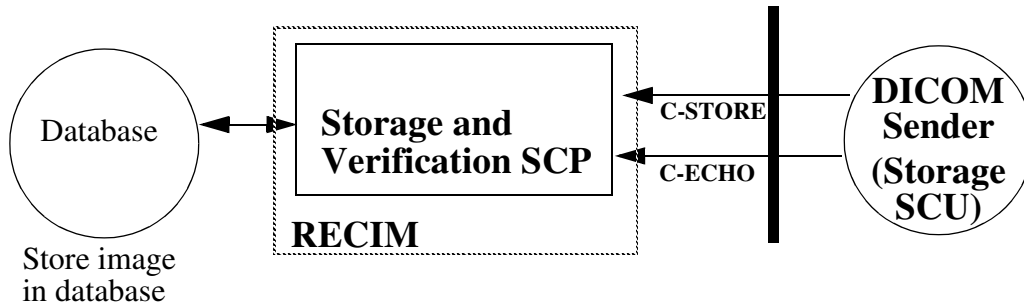 Database
Store image
in database
Storage and
Verification SCP
RECIM
C-STORE
C-ECHO
DICOM
Sender
(Storage
SCU)